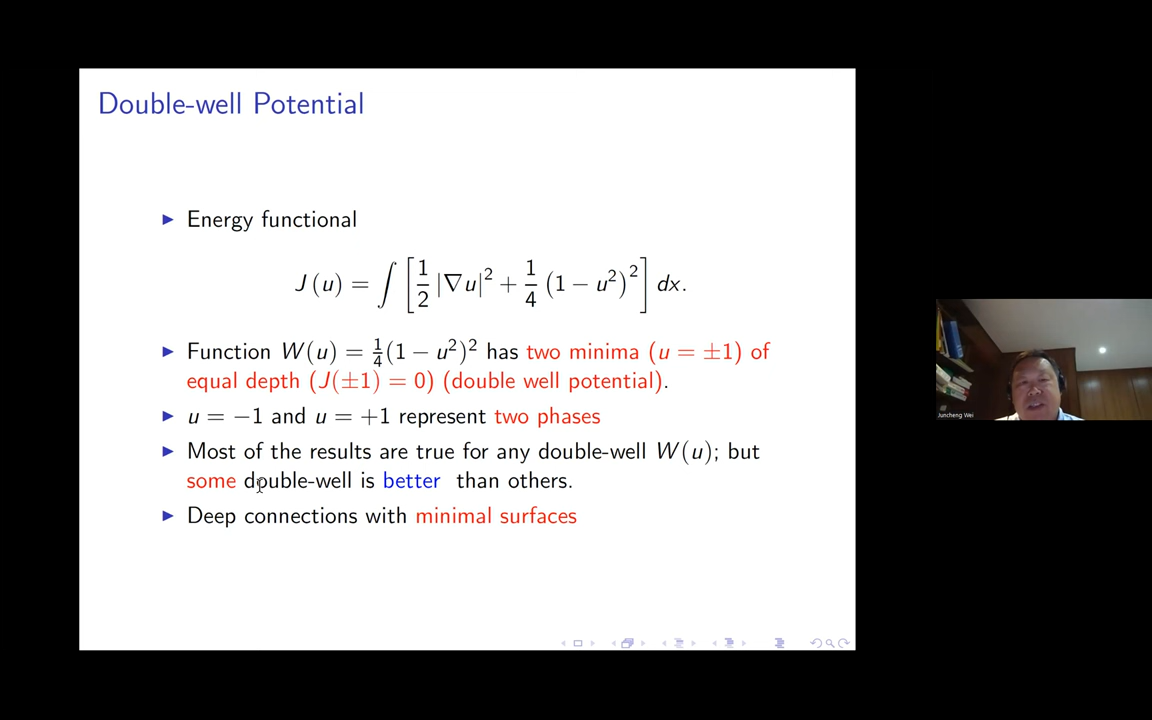 Double-well Potential
▶ Energy functional
J(u) = ∫ [ 1/2 |∇u|² + 1/4 (1 − u²)² ] dx.
▶ Function W(u) = 1/4(1 − u²)² has two minima (u = ±1) of
equal depth (J(±1) = 0) (double well potential).
▶ u = −1 and u = +1 represent two phases
▶ Most of the results are true for any double-well W(u); but
some double-well is better than others.
▶ Deep connections with minimal surfaces
Juncheng Wei